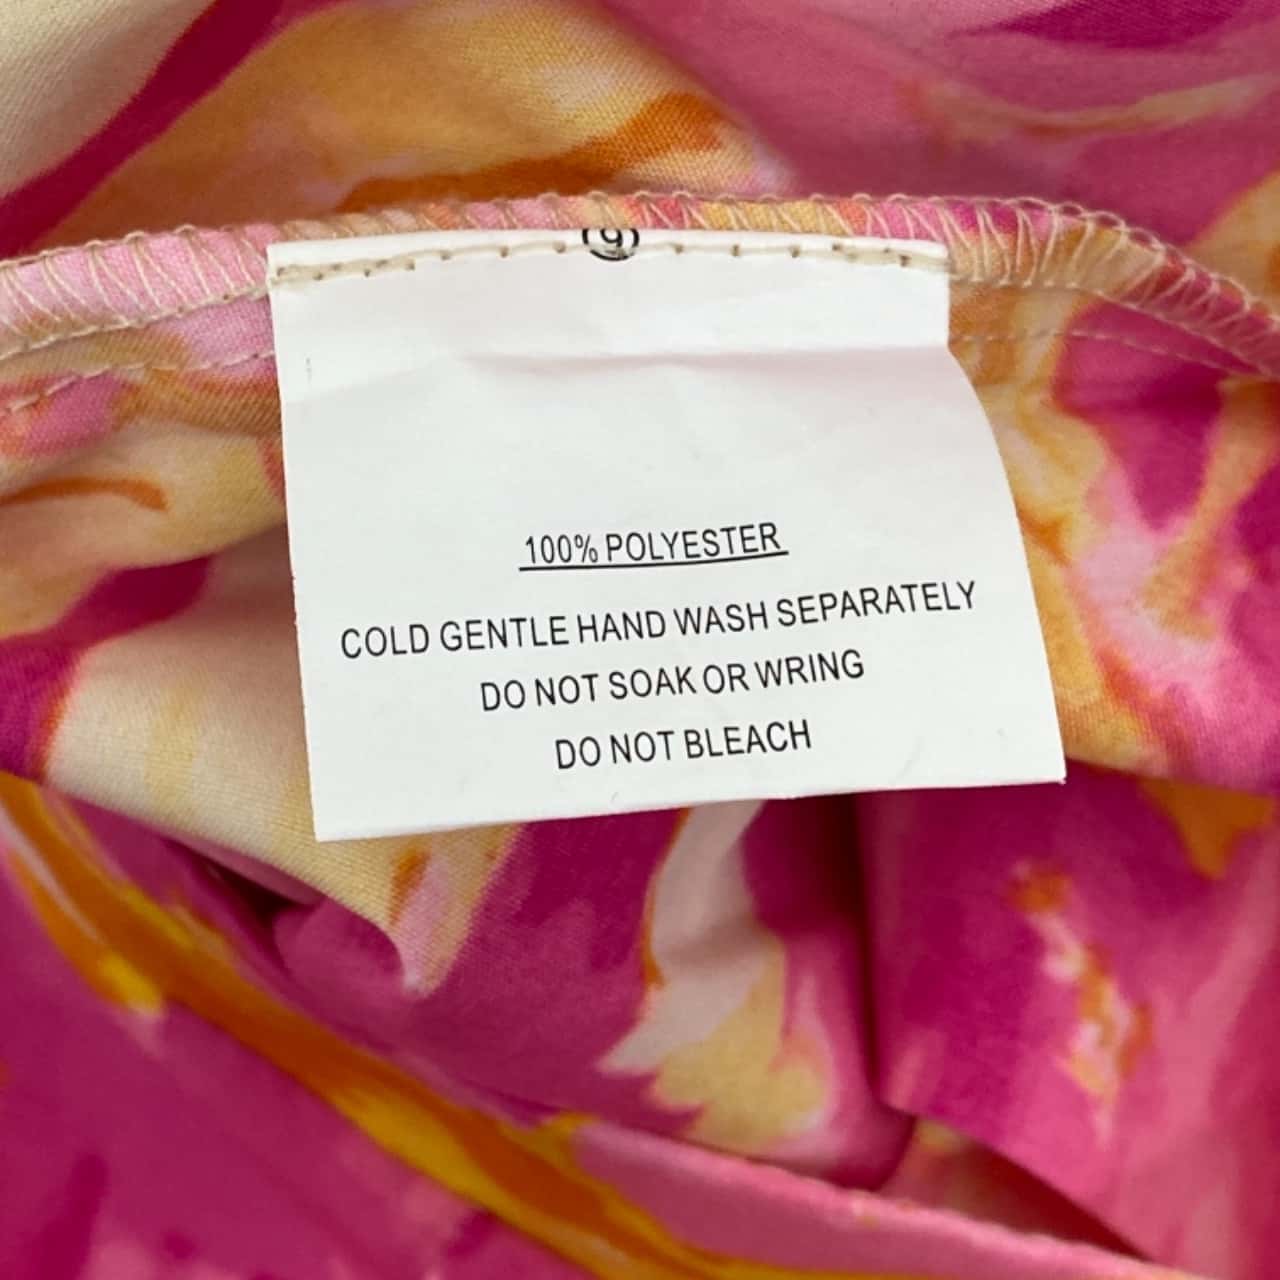 100% POLYESTER
COLD GENTLE HAND WASH SEPARATELY
DO NOT SOAK OR WRING
DO NOT BLEACH